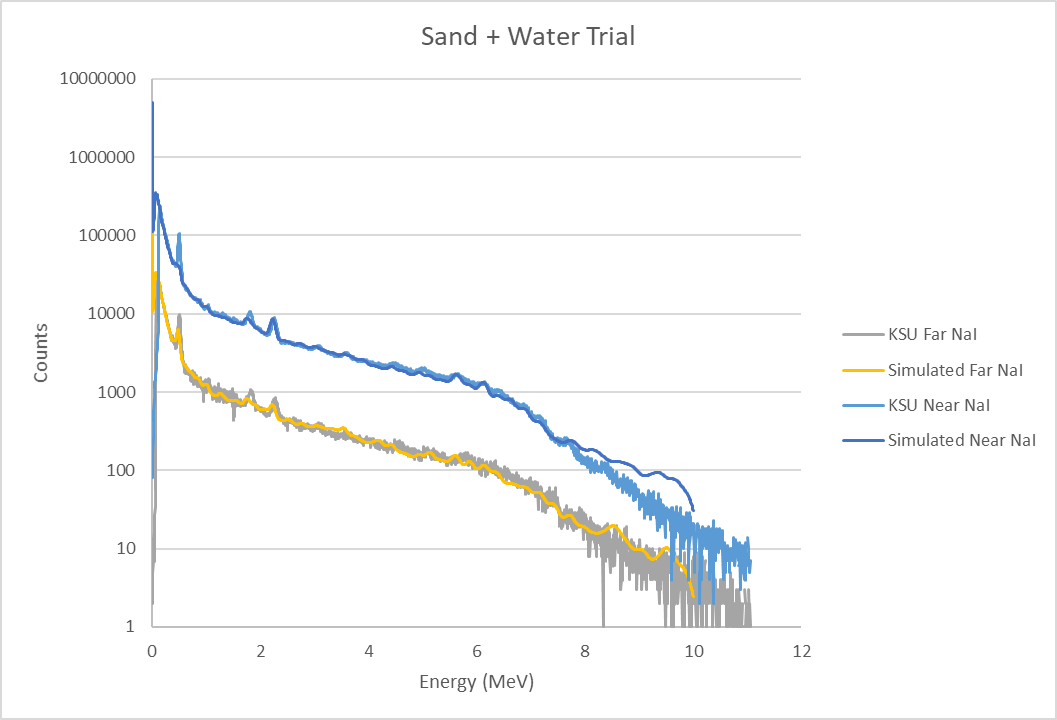 Sand + Water Trial
10000000
1000000
100000
10000
1000
100
10
1
Counts
0 2 4 6 8 10 12
Energy (MeV)
KSU Far NaI
Simulated Far NaI
KSU Near NaI
Simulated Near NaI